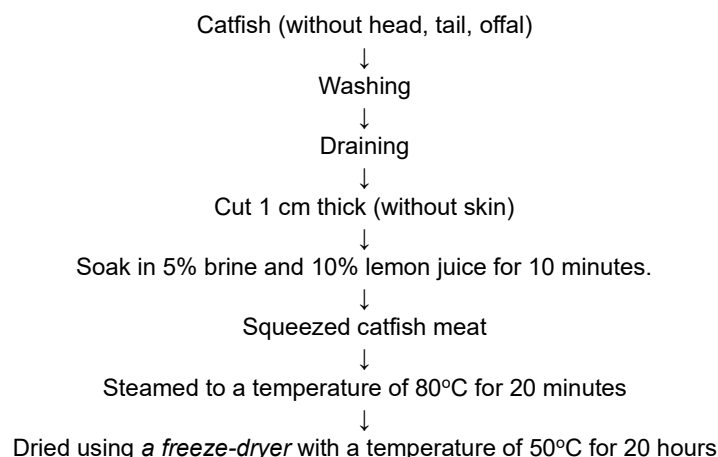 Catfish (without head, tail, offal)
↓
Washing
↓
Draining
↓
Cut 1 cm thick (without skin)
↓
Soak in 5% brine and 10% lemon juice for 10 minutes.
↓
Squeezed catfish meat
↓
Steamed to a temperature of 80°C for 20 minutes
↓
Dried using a freeze-dryer with a temperature of 50°C for 20 hours